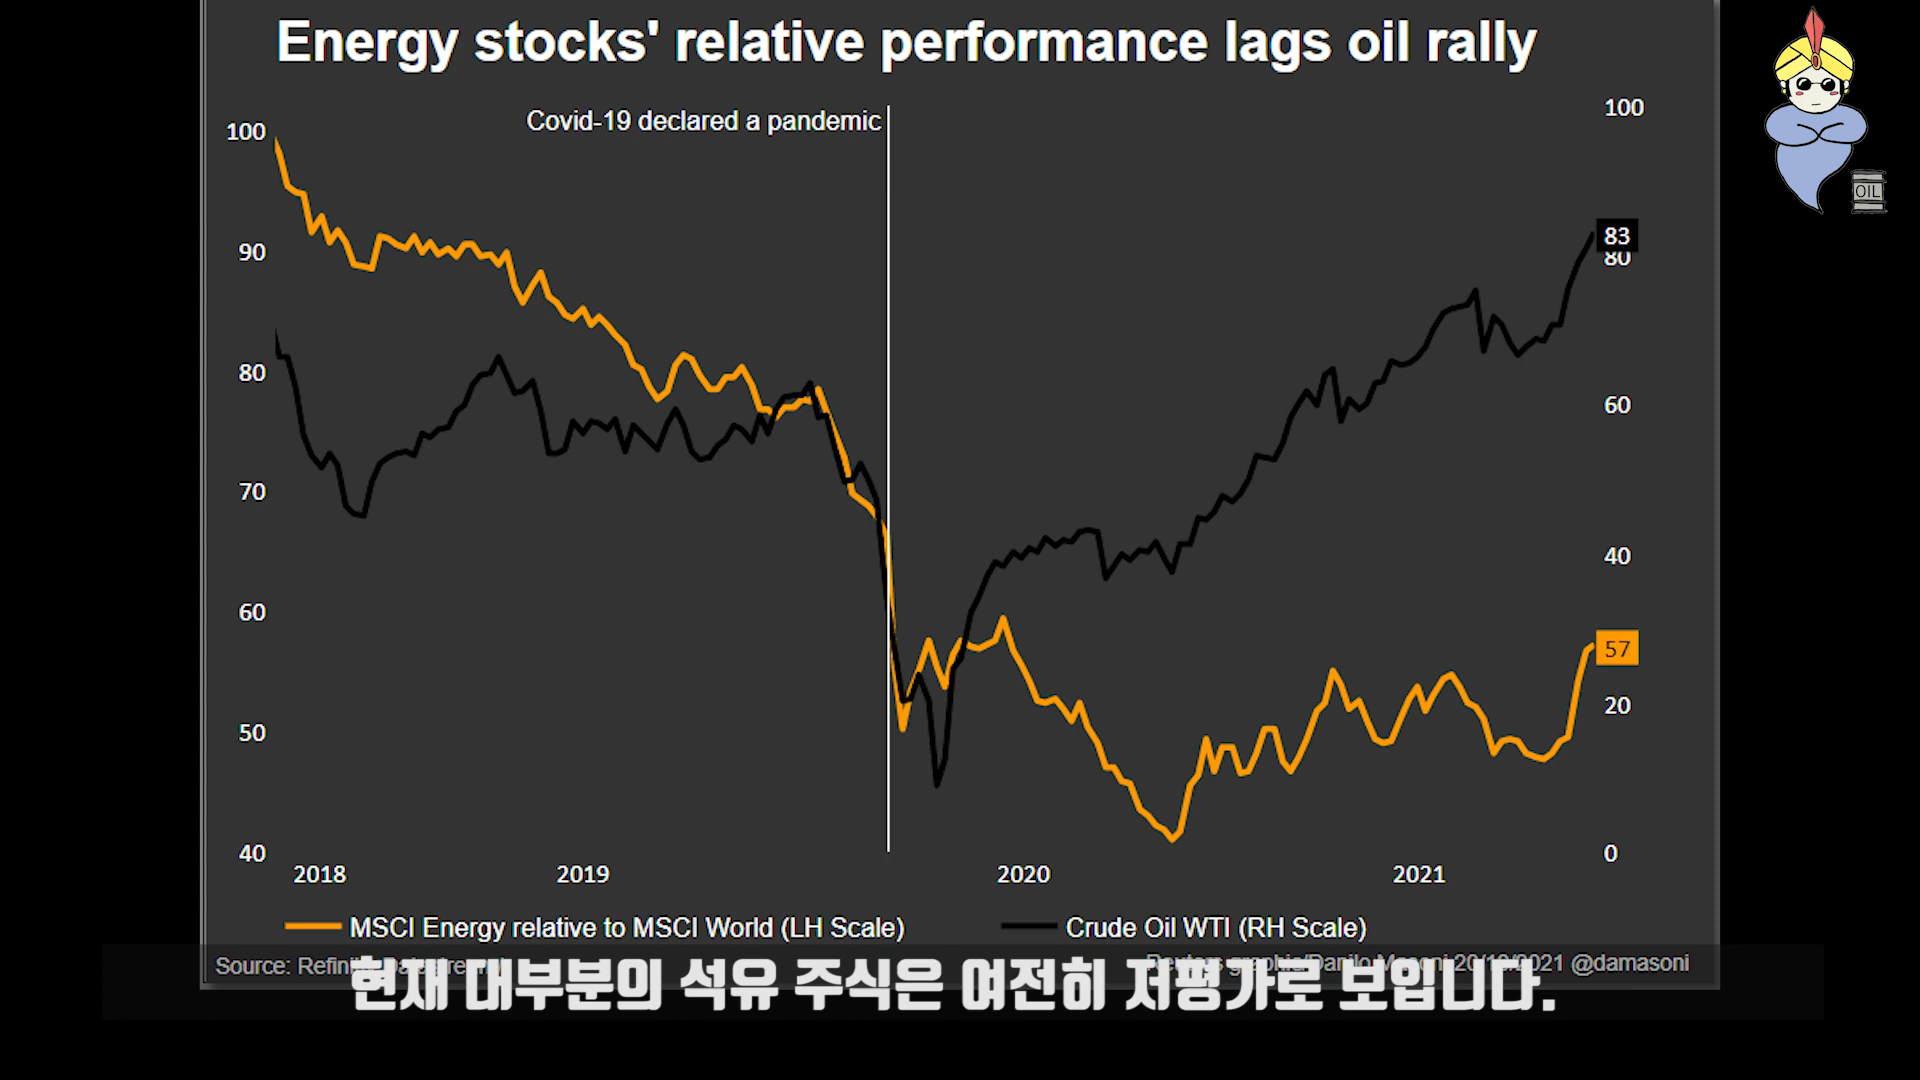 Energy stocks' relative performance lags oil rally
Covid-19 declared a pandemic
100
90
80
70
60
50
40
100
83
80
60
40
57
20
0
2018 2019 2020 2021
MSCI Energy relative to MSCI World (LH Scale) Crude Oil WTI (RH Scale)
Source: 20/10/2021 @damasoni
현재 대부분의 석유 주식은 여전히 저평가로 보입니다.
OIL